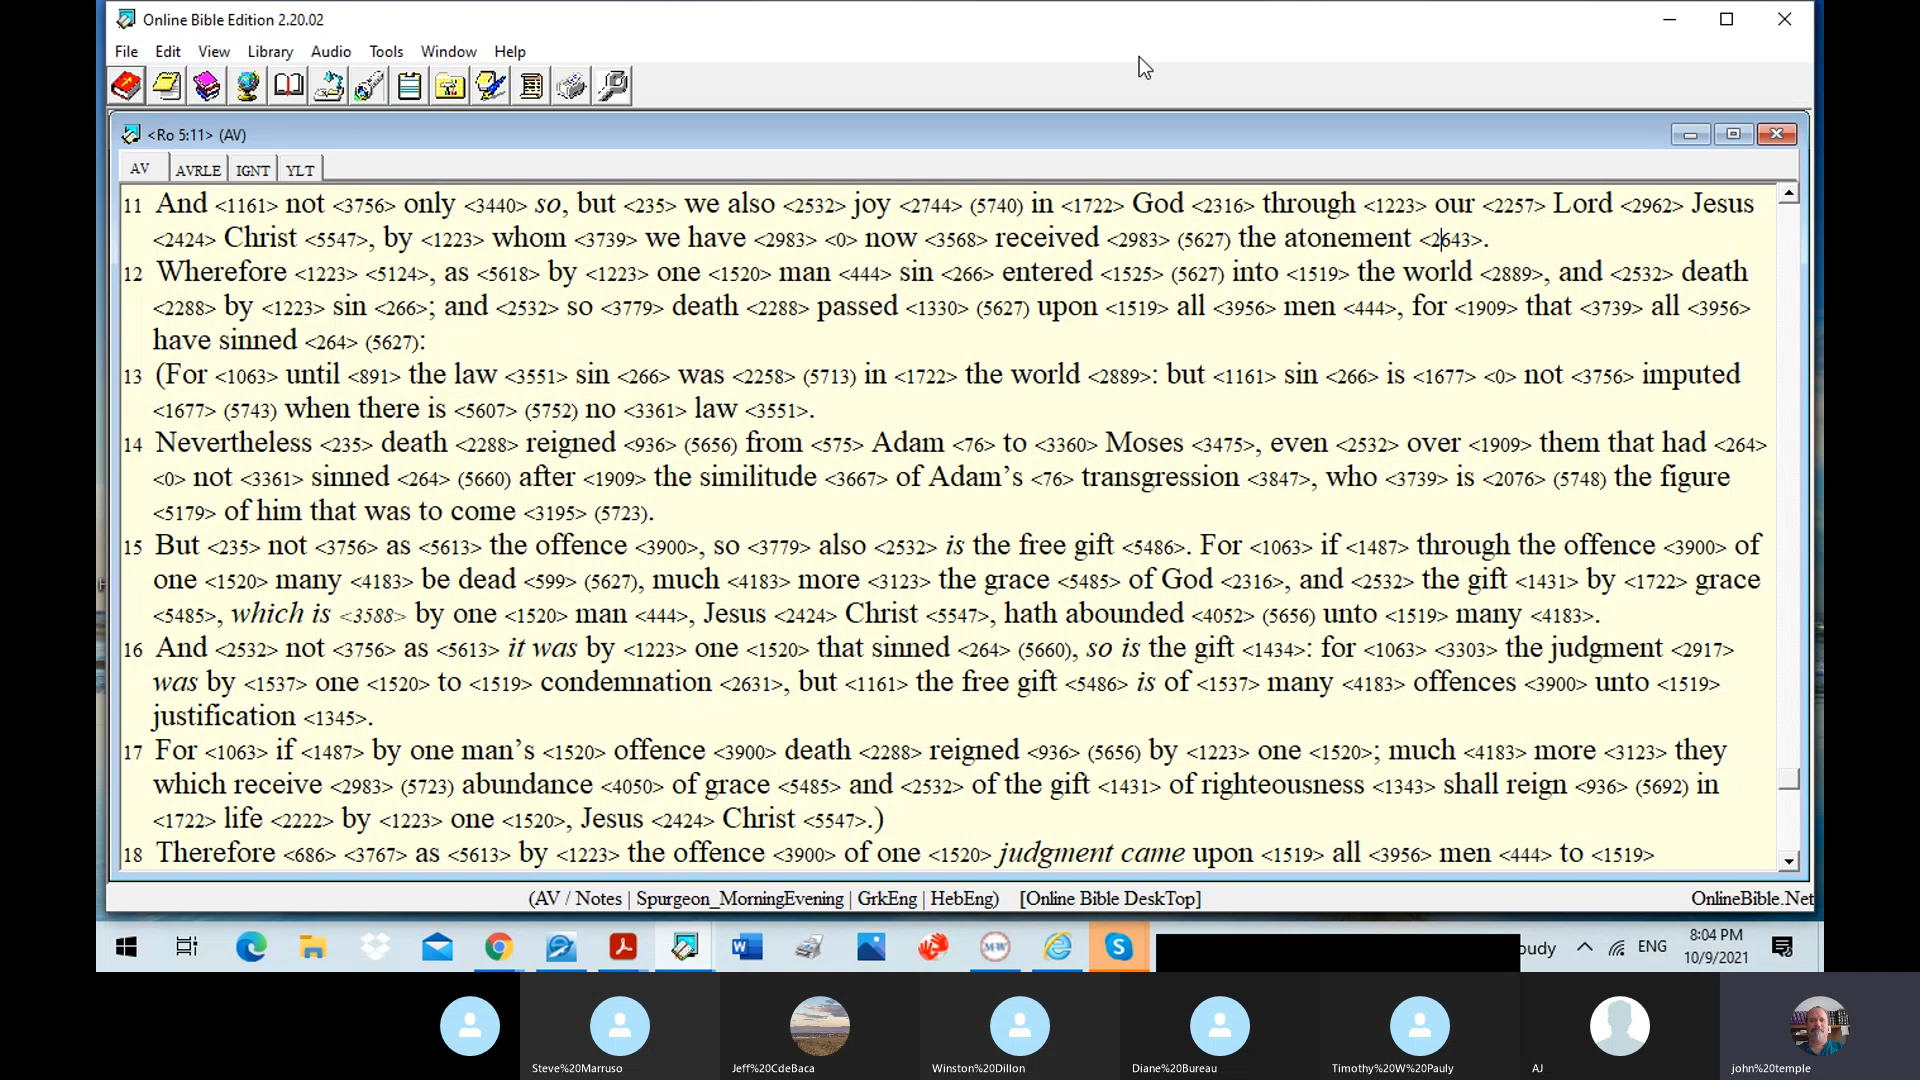 Online Bible Edition 2.20.02
File Edit View Library Audio Tools Window Help
<Ro 5:11> (AV)
AV AVRLE IGNT YLT
11 And <1161> not <3756> only <3440> so, but <235> we also <2532> joy <2744> (5740) in <1722> God <2316> through <1223> our <2257> Lord <2962> Jesus
<2424> Christ <5547>, by <1223> whom <3739> we have <2983> <0> now <3568> received <2983> (5627) the atonement <2643>.
12 Wherefore <1223> <5124>, as <5618> by <1223> one <1520> man <444> sin <266> entered <1525> (5627) into <1519> the world <2889>, and <2532> death
<2288> by <1223> sin <266>; and <2532> so <3779> death <2288> passed <1330> (5627) upon <1519> all <3956> men <444>, for <1909> that <3739> all <3956>
have sinned <264> (5627):
13 (For <1063> until <891> the law <3551> sin <266> was <2258> (5713) in <1722> the world <2889>: but <1161> sin <266> is <1677> <0> not <3756> imputed
<1677> (5743) when there is <5607> (5752) no <3361> law <3551>.
14 Nevertheless <235> death <2288> reigned <936> (5656) from <575> Adam <76> to <3360> Moses <3475>, even <2532> over <1909> them that had <264>
<0> not <3361> sinned <264> (5660) after <1909> the similitude <3667> of Adam’s <76> transgression <3847>, who <3739> is <2076> (5748) the figure
<5179> of him that was to come <3195> (5723).
15 But <235> not <3756> as <5613> the offence <3900>, so <3779> also <2532> is the free gift <5486>. For <1063> if <1487> through the offence <3900> of
one <1520> many <4183> be dead <599> (5627), much <4183> more <3123> the grace <5485> of God <2316>, and <2532> the gift <1431> by <1722> grace
<5485>, which is <3588> by one <1520> man <444>, Jesus <2424> Christ <5547>, hath abounded <4052> (5656) unto <1519> many <4183>.
16 And <2532> not <3756> as <5613> it was by <1223> one <1520> that sinned <264> (5660), so is the gift <1434>: for <1063> <3303> the judgment <2917>
was by <1537> one <1520> to <1519> condemnation <2631>, but <1161> the free gift <5486> is of <1537> many <4183> offences <3900> unto <1519>
justification <1345>.
17 For <1063> if <1487> by one man’s <1520> offence <3900> death <2288> reigned <936> (5656) by <1223> one <1520>; much <4183> more <3123> they
which receive <2983> (5723) abundance <4050> of grace <5485> and <2532> of the gift <1431> of righteousness <1343> shall reign <936> (5692) in
<1722> life <2222> by <1223> one <1520>, Jesus <2424> Christ <5547>.)
18 Therefore <686> <3767> as <5613> by <1223> the offence <3900> of one <1520> judgment came upon <1519> all <3956> men <444> to <1519>
(AV / Notes | Spurgeon_MorningEvening | GrkEng | HebEng) [Online Bible DeskTop] OnlineBible.Net
oudy ENG 8:04 PM
10/9/2021
Steve%20Marruso Jeff%20CdeBaca Winston%20Dillon Diane%20Bureau Timothy%20W%20Pauly AJ john%20temple